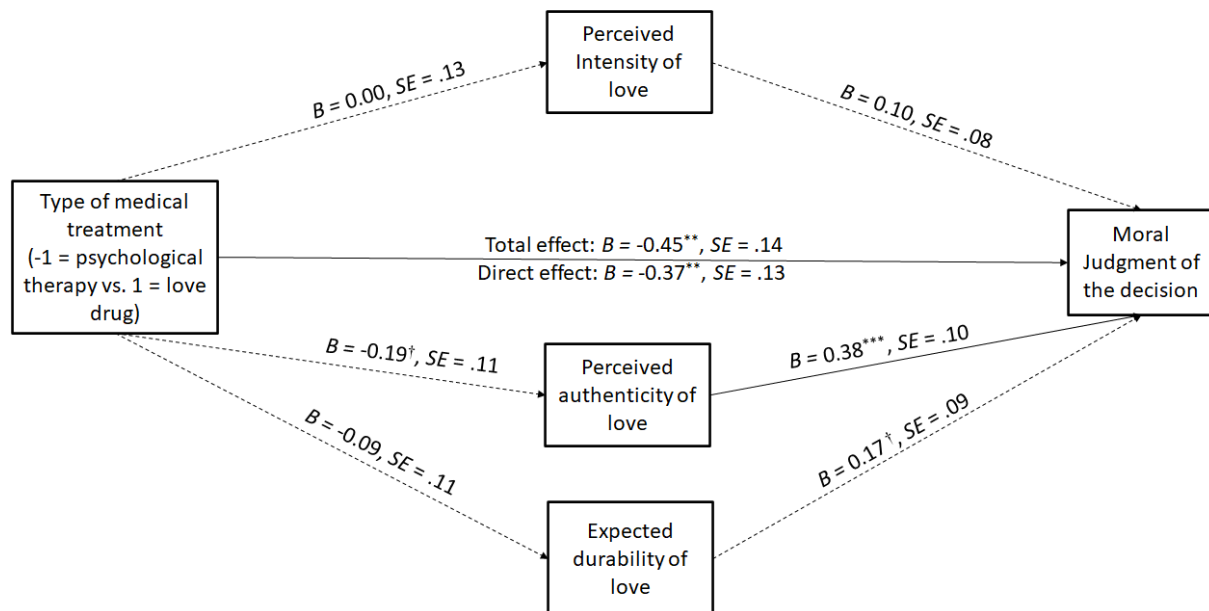 Perceived
Intensity of
love
B = 0.00, SE = .13
B = 0.10, SE = .08
Type of medical
treatment
(-1 = psychological
therapy vs. 1 = love
drug)
Total effect: B = -0.45**, SE = .14
Direct effect: B = -0.37**, SE = .13
Moral
Judgment of
the decision
B = -0.19†, SE = .11
Perceived
authenticity of
love
B = 0.38***, SE = .10
B = -0.09, SE = .11
Expected
durability of
love
B = 0.17 †, SE = .09